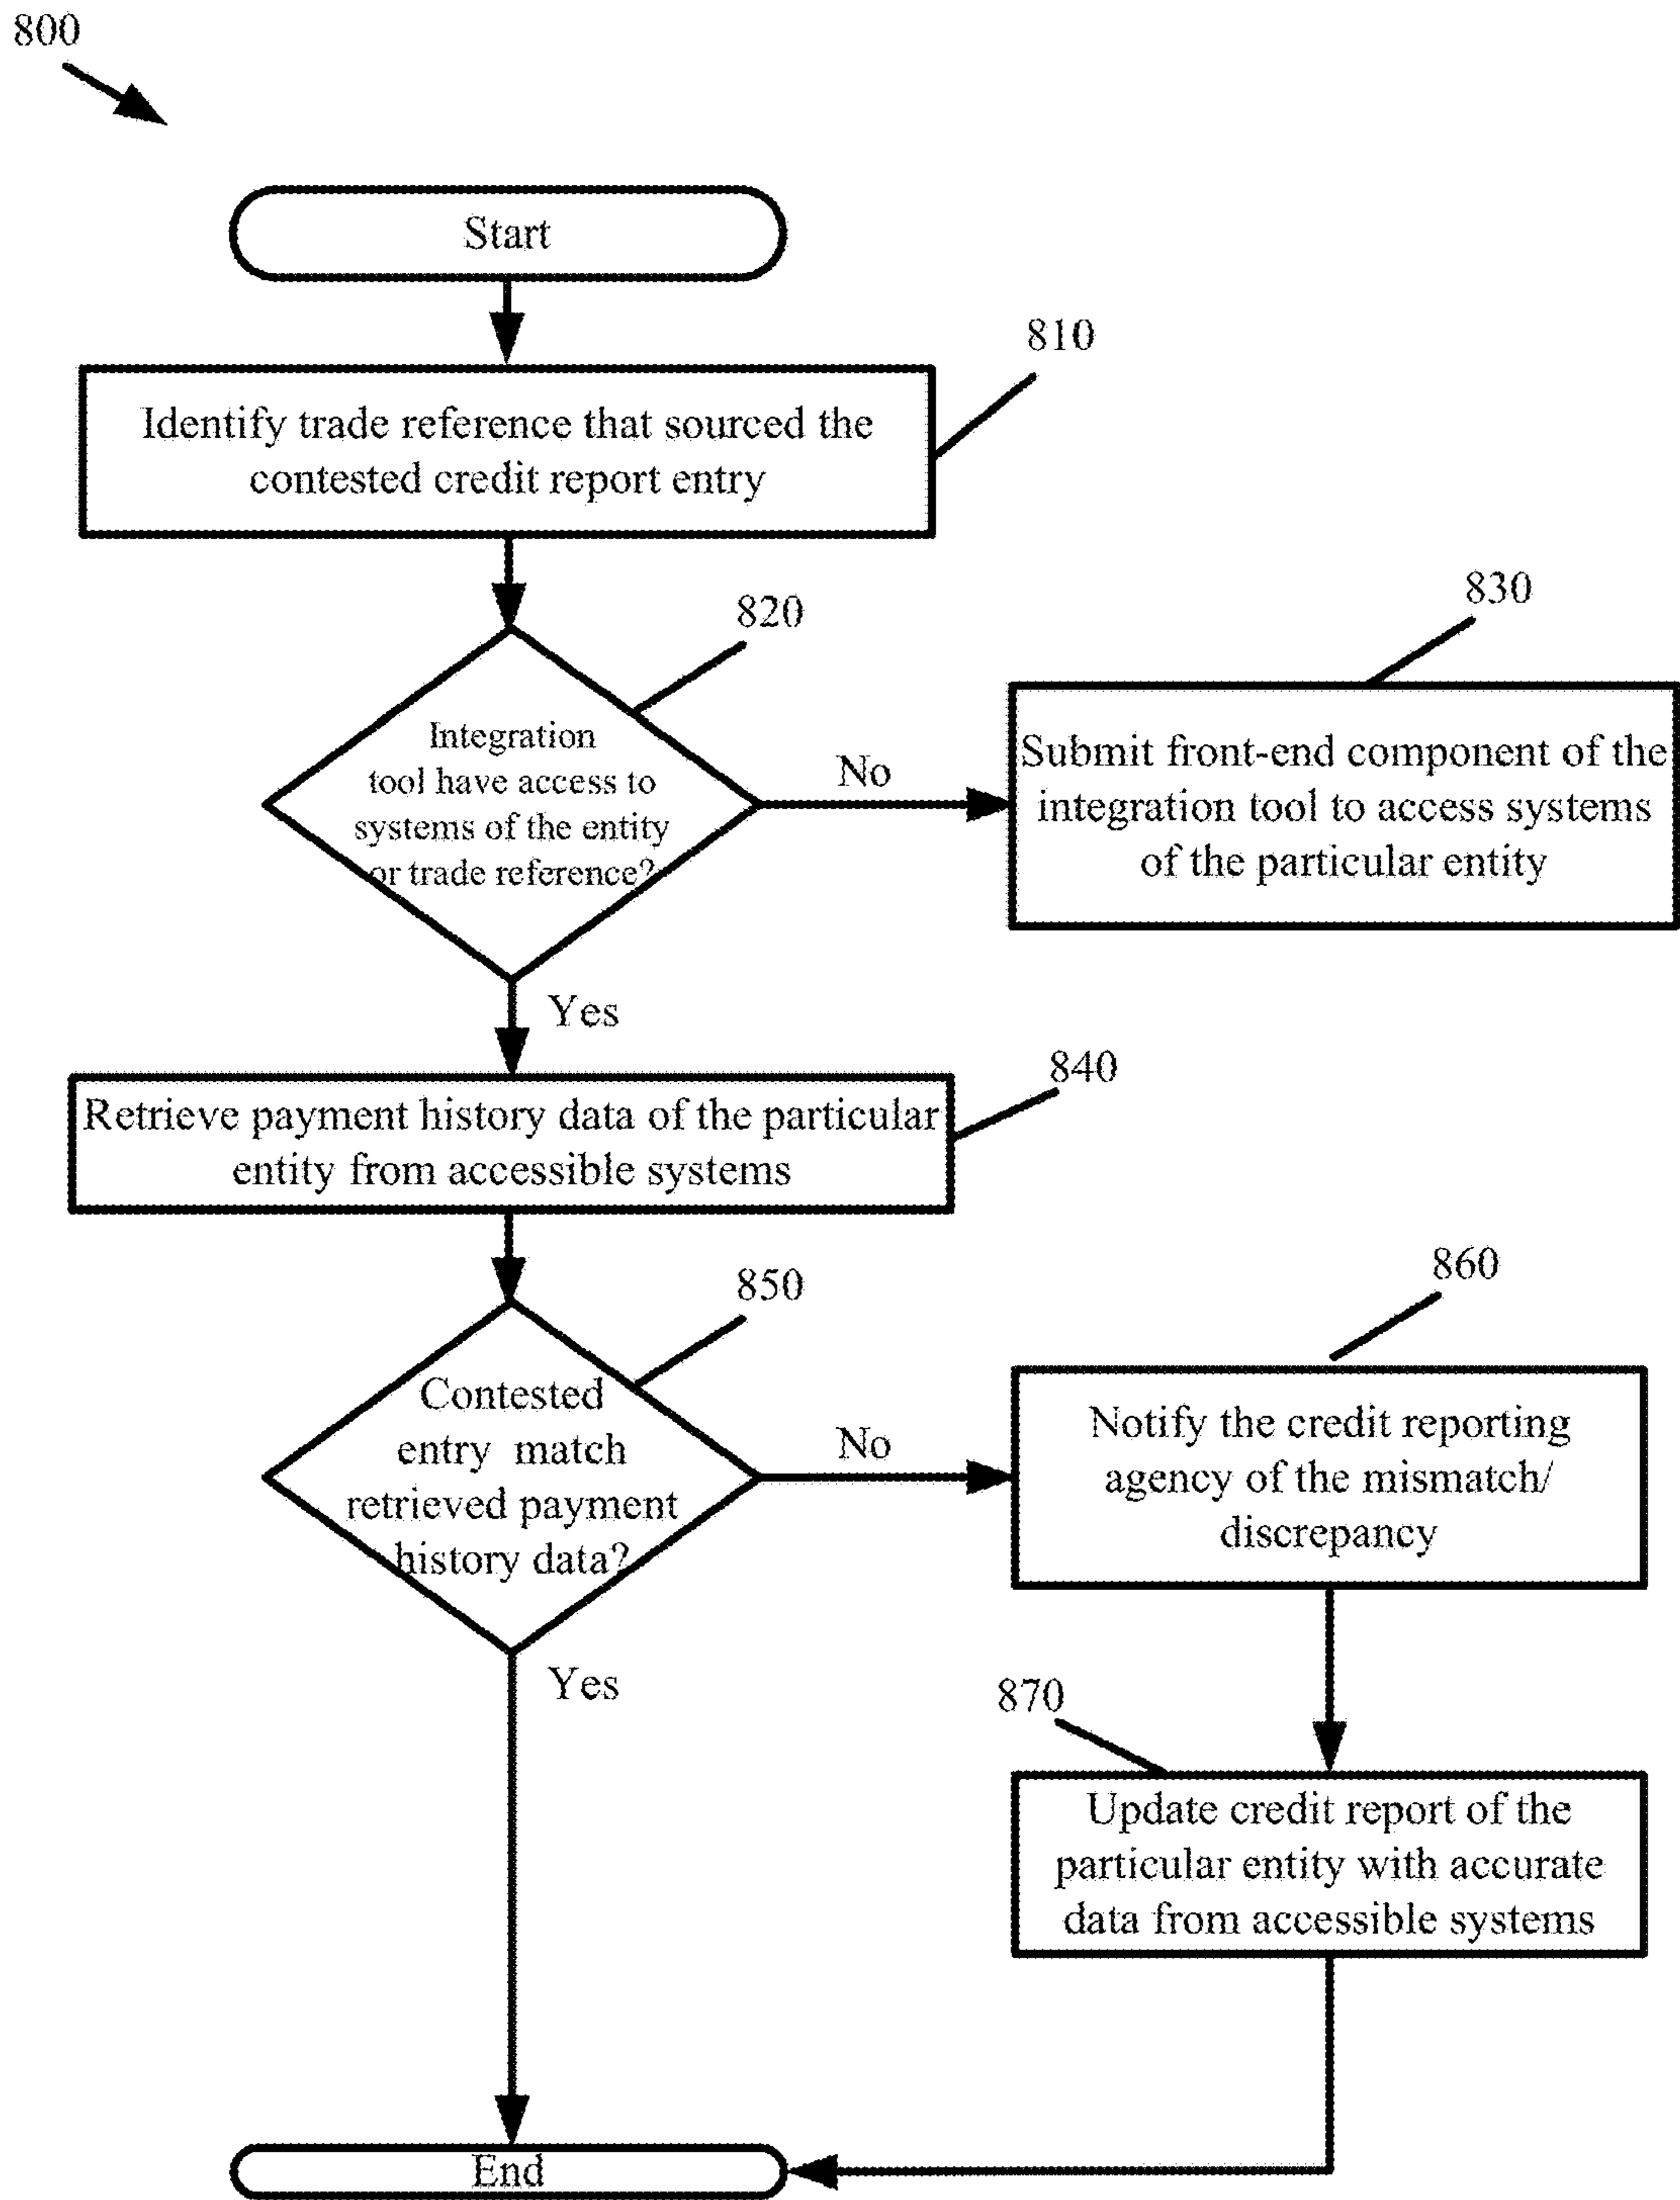 800
Start
810
Identify trade reference that sourced the
contested credit report entry
820
830
Integration
tool have access to
systems of the entity
or trade reference?
No
Submit front-end component of the
integration tool to access systems
of the particular entity
Yes
840
Retrieve payment history data of the particular
entity from accessible systems
850
860
Contested
entry match
retrieved payment
history data?
No
Notify the credit reporting
agency of the mismatch/
discrepancy
Yes
870
Update credit report of the
particular entity with accurate
data from accessible systems
End